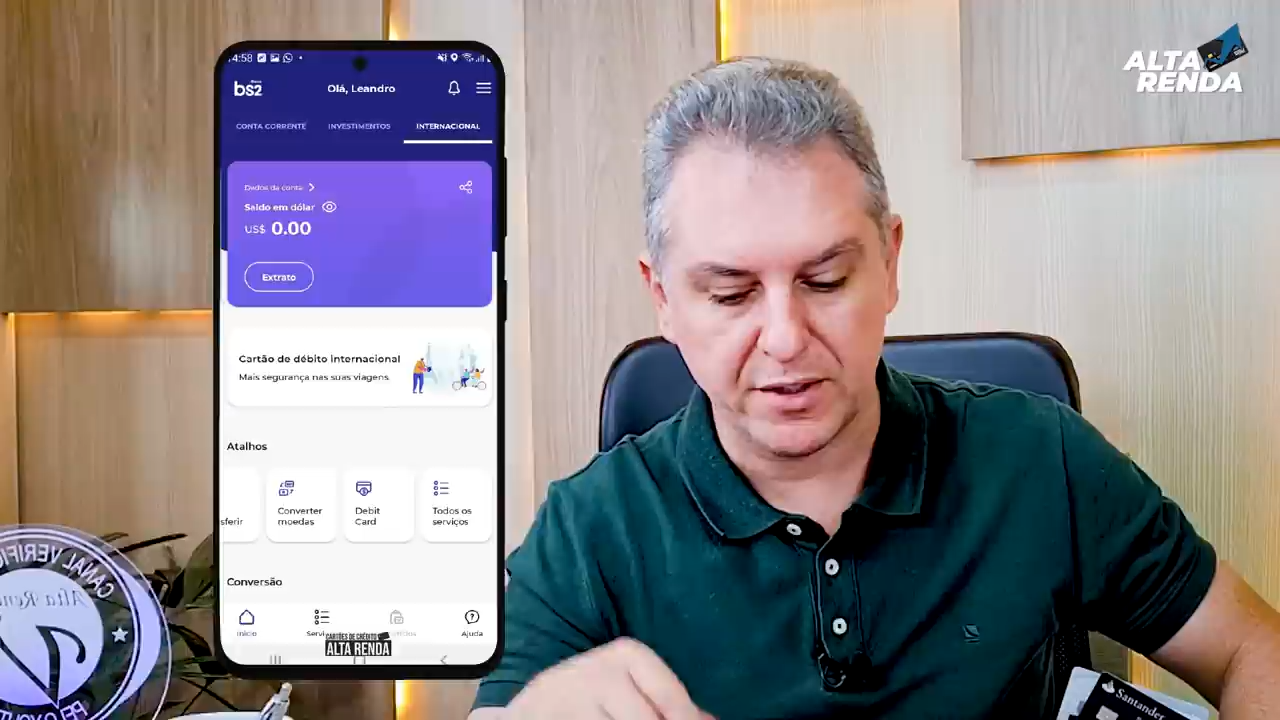 4:58
bs2
Olá, Leandro
CONTA CORRENTE
INVESTIMENTOS
INTERNACIONAL
Dados da conta
Saldo em dólar
US$ 0.00
Extrato
Cartão de débito internacional
Mais segurança nas suas viagens
Atalhos
sferir
Converter
moedas
Debit
Card
Todos os
serviços
Conversão
Início
Ajuda
CARTÕES DE CRÉDITO
ALTA RENDA
ALTA
RENDA
Santander
Alta